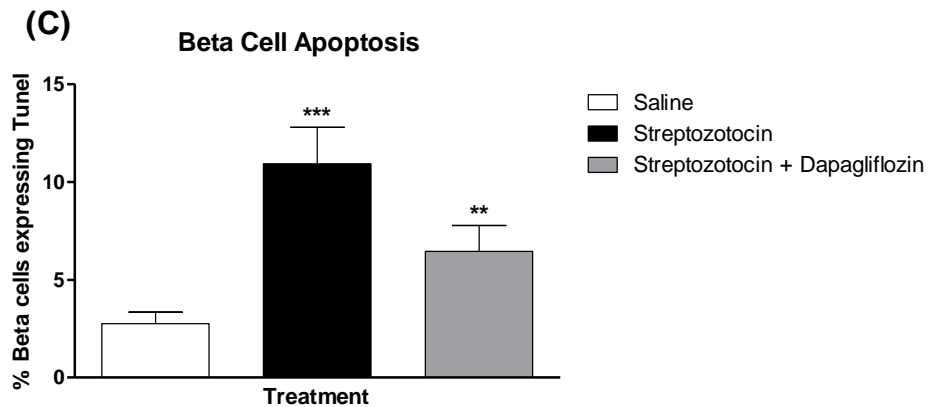 (C)
Beta Cell Apoptosis
% Beta cells expressing Tunel
15
10
5
0
***
**
Treatment
Saline
Streptozotocin
Streptozotocin + Dapagliflozin